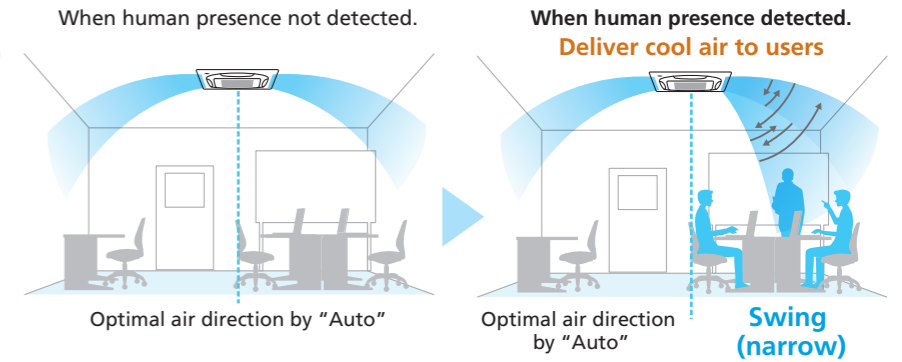 When human presence not detected.
Optimal air direction by “Auto”
When human presence detected.
Deliver cool air to users
Optimal air direction
by “Auto”
Swing
(narrow)